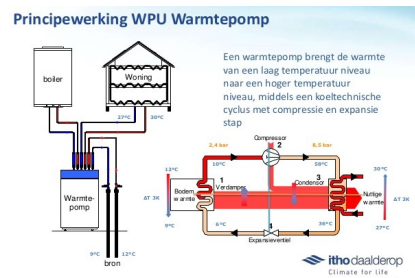 Principewerking WPU Warmtepomp
boiler
Woning
27°C
30°C
Een warmtepomp brengt de warmte
van een laag temperatuur niveau
naar een hoger temperatuur
niveau, middels een koeltechnische
cyclus met compressie en expansie
stap
Warmte-
pomp
9°C
12°C
bron
Compressor
2,4 bar
2
8,5 bar
12°C
10°C
50°C
30°C
1
Verdamper
3
Condensor
ΔT 3K
Bodem
warmte
Nuttige
warmte
ΔT 3K
9°C
6°C
4
36°C
27°C
Expansieventiel
ithodaalderop
Climate for life